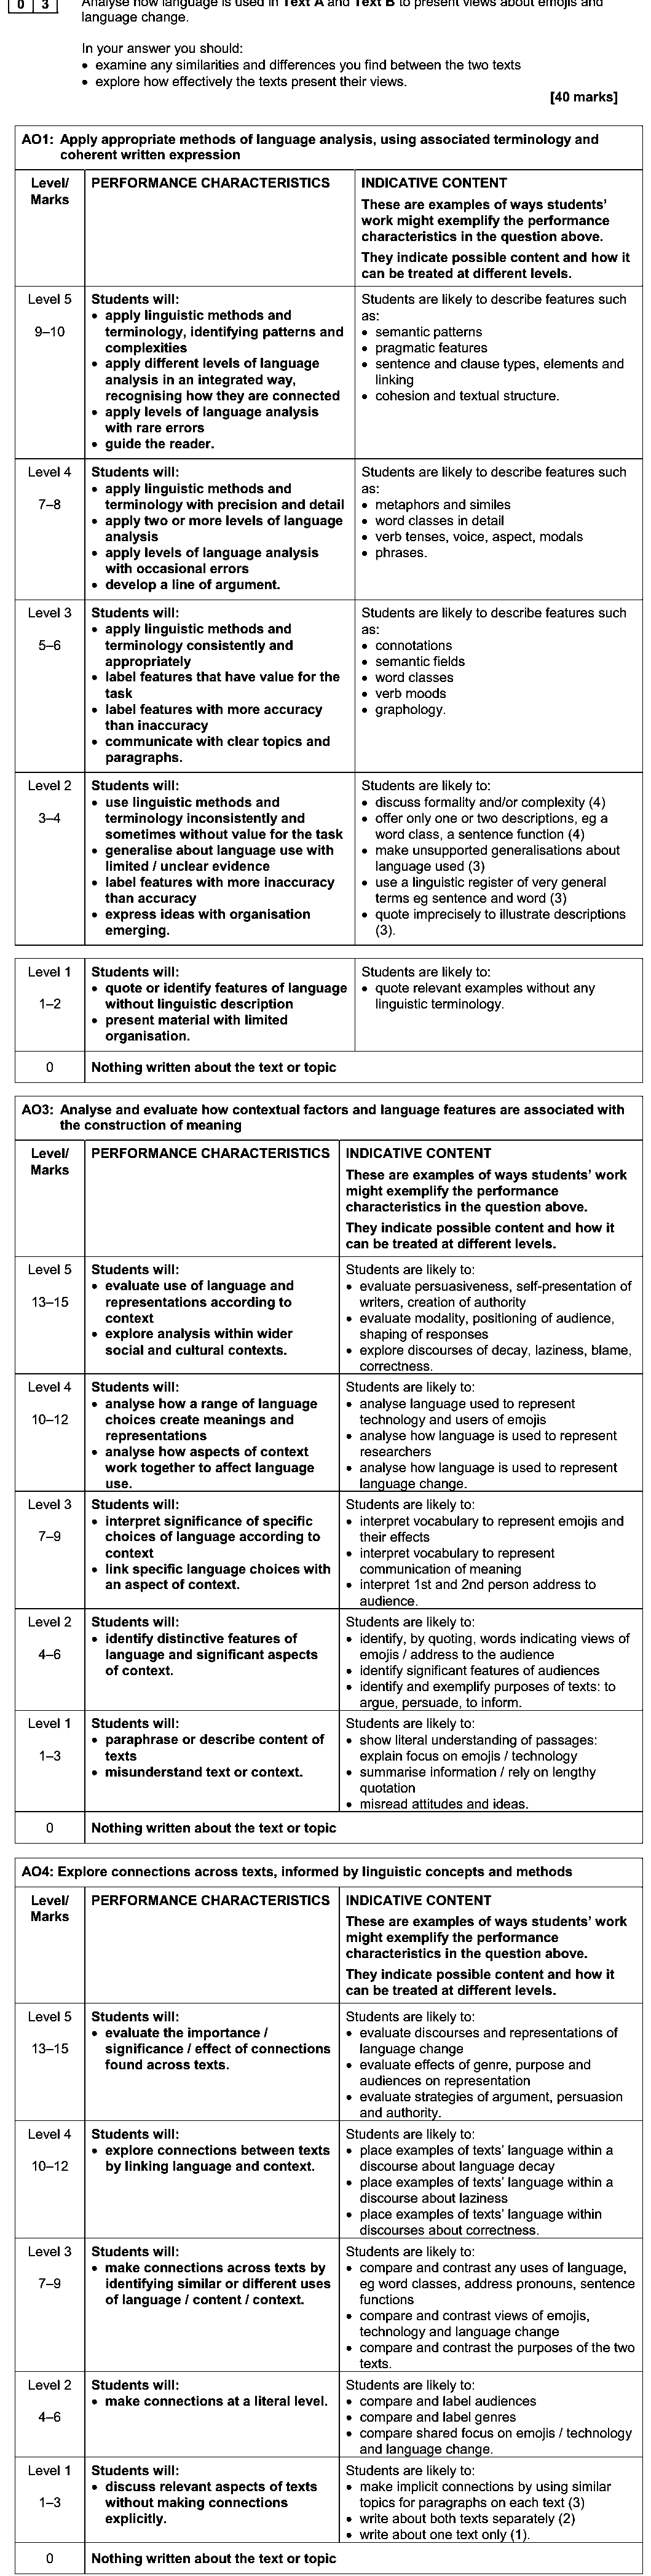 0 3
Analyse how language is used in Text A and Text B to present views about emojis and
language change.
In your answer you should:
• examine any similarities and differences you find between the two texts
• explore how effectively the texts present their views.
[40 marks]
AO1: Apply appropriate methods of language analysis, using associated terminology and
coherent written expression
Level/
Marks
PERFORMANCE CHARACTERISTICS
INDICATIVE CONTENT
These are examples of ways students'
work might exemplify the performance
characteristics in the question above.
They indicate possible content and how it
can be treated at different levels.
Level 5
9–10
Students will:
• apply linguistic methods and
terminology, identifying patterns and
complexities
• apply different levels of language
analysis in an integrated way,
recognising how they are connected
• apply levels of language analysis
with rare errors
• guide the reader.
Students are likely to describe features such
as:
• semantic patterns
• pragmatic features
• sentence and clause types, elements and
linking
• cohesion and textual structure.
Level 4
7–8
Students will:
• apply linguistic methods and
terminology with precision and detail
• apply two or more levels of language
analysis
• apply levels of language analysis
with occasional errors
• develop a line of argument.
Students are likely to describe features such
as:
• metaphors and similes
• word classes in detail
• verb tenses, voice, aspect, modals
• phrases.
Level 3
5–6
Students will:
• apply linguistic methods and
terminology consistently and
appropriately
• label features that have value for the
task
• label features with more accuracy
than inaccuracy
• communicate with clear topics and
paragraphs.
Students are likely to describe features such
as:
• connotations
• semantic fields
• word classes
• verb moods
• graphology.
Level 2
3–4
Students will:
• use linguistic methods and
terminology inconsistently and
sometimes without value for the task
• generalise about language use with
limited / unclear evidence
• label features with more inaccuracy
than accuracy
• express ideas with organisation
emerging.
Students are likely to:
• discuss formality and/or complexity (4)
• offer only one or two descriptions, eg a
word class, a sentence function (4)
• make unsupported generalisations about
language used (3)
• use a linguistic register of very general
terms eg sentence and word (3)
• quote imprecisely to illustrate descriptions
(3).
Level 1
1–2
Students will:
• quote or identify features of language
without linguistic description
• present material with limited
organisation.
Students are likely to:
• quote relevant examples without any
linguistic terminology.
0
Nothing written about the text or topic
AO3: Analyse and evaluate how contextual factors and language features are associated with
the construction of meaning
Level/
Marks
PERFORMANCE CHARACTERISTICS
INDICATIVE CONTENT
These are examples of ways students' work
might exemplify the performance
characteristics in the question above.
They indicate possible content and how it
can be treated at different levels.
Level 5
13–15
Students will:
• evaluate use of language and
representations according to
context
• explore analysis within wider
social and cultural contexts.
Students are likely to:
• evaluate persuasiveness, self-presentation of
writers, creation of authority
• evaluate modality, positioning of audience,
shaping of responses
• explore discourses of decay, laziness, blame,
correctness.
Level 4
10–12
Students will:
• analyse how a range of language
choices create meanings and
representations
• analyse how aspects of context
work together to affect language
use.
Students are likely to:
• analyse language used to represent
technology and users of emojis
• analyse how language is used to represent
researchers
• analyse how language is used to represent
language change.
Level 3
7–9
Students will:
• interpret significance of specific
choices of language according to
context
• link specific language choices with
an aspect of context.
Students are likely to:
• interpret vocabulary to represent emojis and
their effects
• interpret vocabulary to represent
communication of meaning
• interpret 1st and 2nd person address to
audience.
Level 2
4–6
Students will:
• identify distinctive features of
language and significant aspects
of context.
Students are likely to:
• identify, by quoting, words indicating views of
emojis / address to the audience
• identify significant features of audiences
• identify and exemplify purposes of texts: to
argue, persuade, to inform.
Level 1
1–3
Students will:
• paraphrase or describe content of
texts
• misunderstand text or context.
Students are likely to:
• show literal understanding of passages:
explain focus on emojis / technology
• summarise information / rely on lengthy
quotation
• misread attitudes and ideas.
0
Nothing written about the text or topic
AO4: Explore connections across texts, informed by linguistic concepts and methods
Level/
Marks
PERFORMANCE CHARACTERISTICS
INDICATIVE CONTENT
These are examples of ways students' work
might exemplify the performance
characteristics in the question above.
They indicate possible content and how it
can be treated at different levels.
Level 5
13–15
Students will:
• evaluate the importance /
significance / effect of connections
found across texts.
Students are likely to:
• evaluate discourses and representations of
language change
• evaluate effects of genre, purpose and
audiences on representation
• evaluate strategies of argument, persuasion
and authority.
Level 4
10–12
Students will:
• explore connections between texts
by linking language and context.
Students are likely to:
• place examples of texts' language within a
discourse about language decay
• place examples of texts' language within a
discourse about laziness
• place examples of texts' language within
discourses about correctness.
Level 3
7–9
Students will:
• make connections across texts by
identifying similar or different uses
of language / content / context.
Students are likely to:
• compare and contrast any uses of language,
eg word classes, address pronouns, sentence
functions
• compare and contrast views of emojis,
technology and language change
• compare and contrast the purposes of the two
texts.
Level 2
4–6
Students will:
• make connections at a literal level.
Students are likely to:
• compare and label audiences
• compare and label genres
• compare shared focus on emojis / technology
and language change.
Level 1
1–3
Students will:
• discuss relevant aspects of texts
without making connections
explicitly.
Students are likely to:
• make implicit connections by using similar
topics for paragraphs on each text (3)
• write about both texts separately (2)
• write about one text only (1).
0
Nothing written about the text or topic